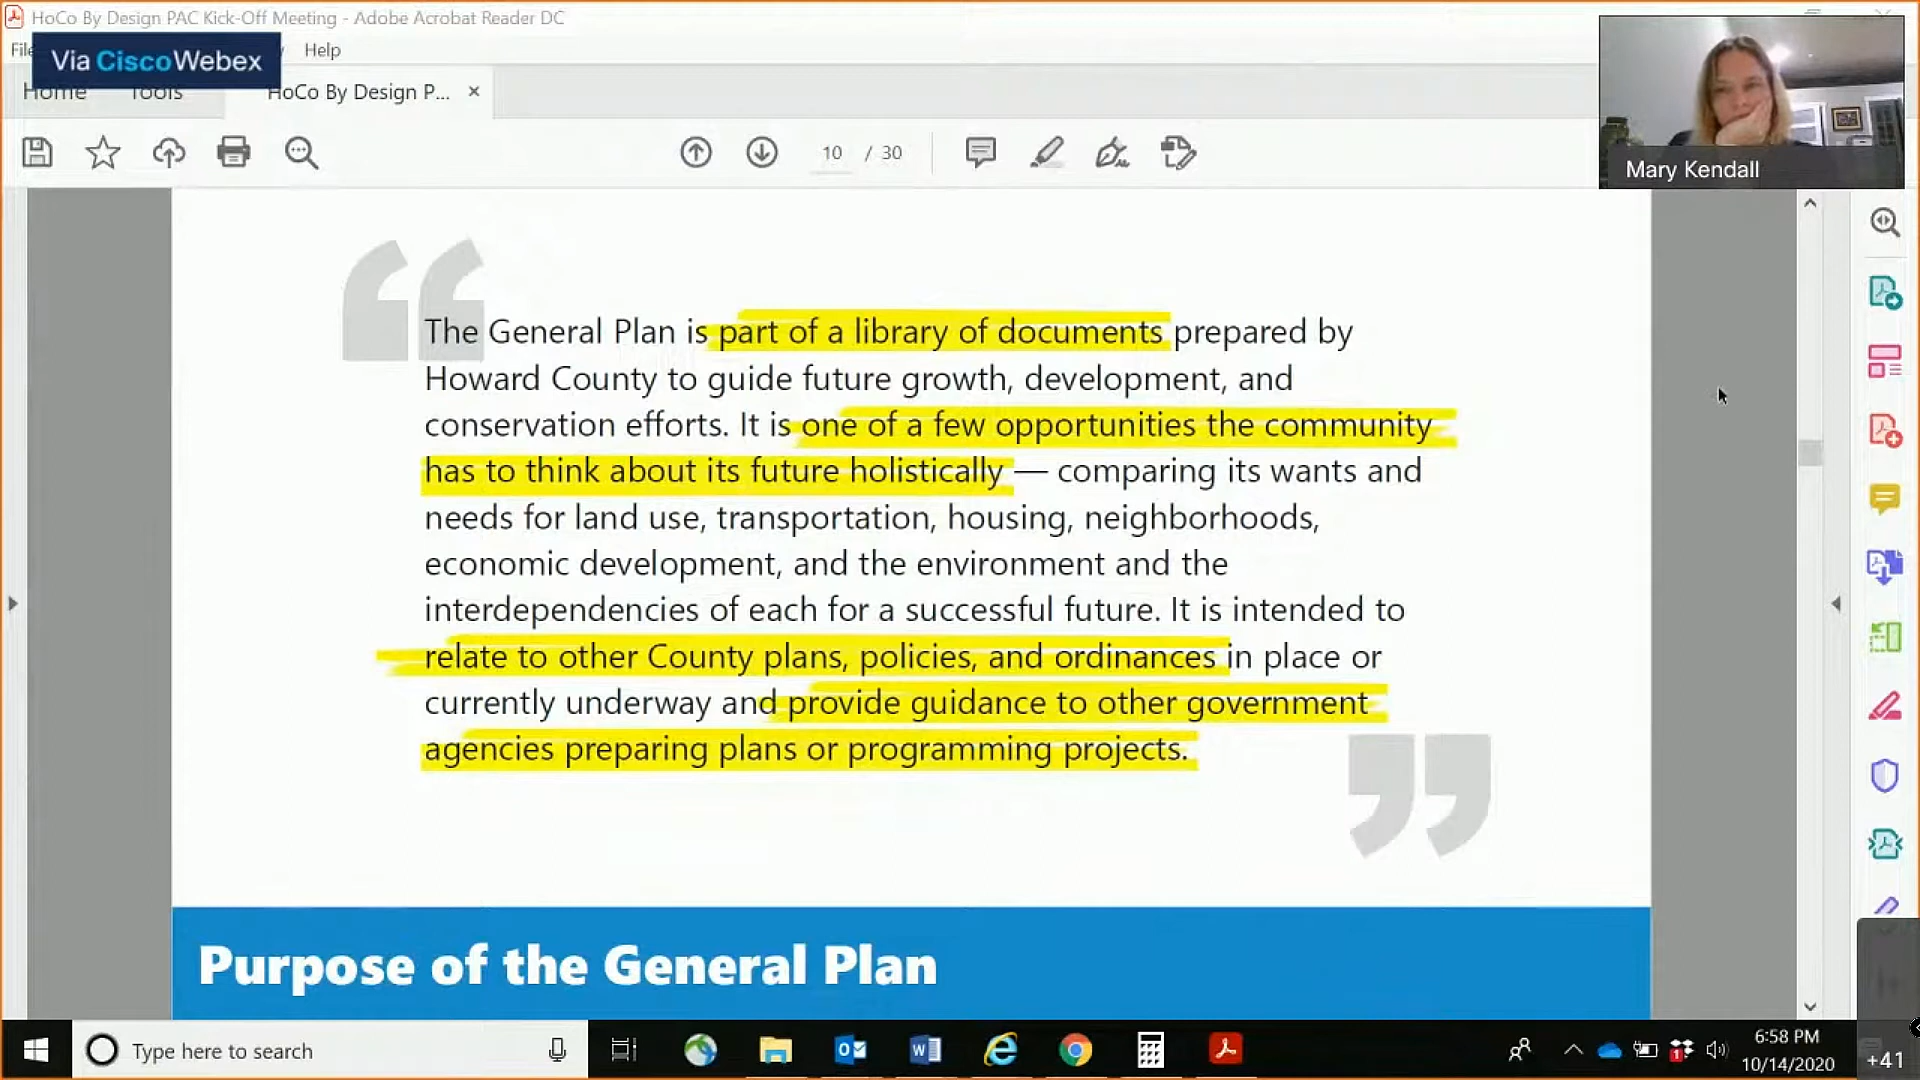 HoCo By Design PAC Kick-Off Meeting - Adobe Acrobat Reader DC
Help
Via CiscoWebex
Home Tools HoCo By Design P... ×
10 / 30
Mary Kendall
“
The General Plan is part of a library of documents prepared by
Howard County to guide future growth, development, and
conservation efforts. It is one of a few opportunities the community
has to think about its future holistically — comparing its wants and
needs for land use, transportation, housing, neighborhoods,
economic development, and the environment and the
interdependencies of each for a successful future. It is intended to
relate to other County plans, policies, and ordinances in place or
currently underway and provide guidance to other government
agencies preparing plans or programming projects.
”
Purpose of the General Plan
Type here to search
6:58 PM
10/14/2020
+41